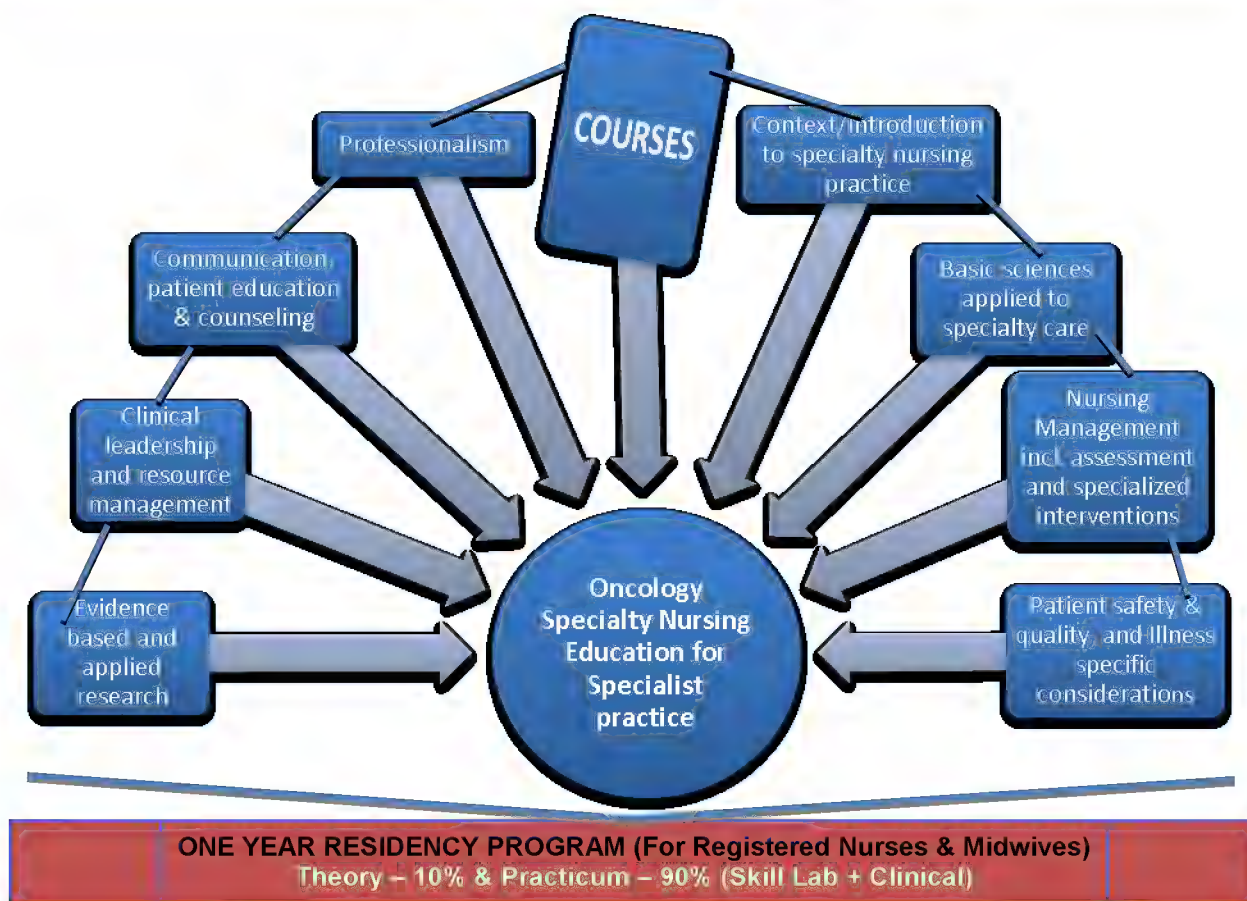 COURSES
Professionalism
Context/introduction
to specialty nursing
practice
Communication,
patient education
& counseling
Basic sciences
applied to
specialty care
Clinical
leadership
and resource
management
Nursing
Management
incl. assessment
and specialized
interventions
Evidence
based and
applied
research
Patient safety &
quality, and Illness
specific
considerations
Oncology
Specialty Nursing
Education for
Specialist
practice
ONE YEAR RESIDENCY PROGRAM (For Registered Nurses & Midwives)
Theory – 10% & Practicum – 90% (Skill Lab + Clinical)